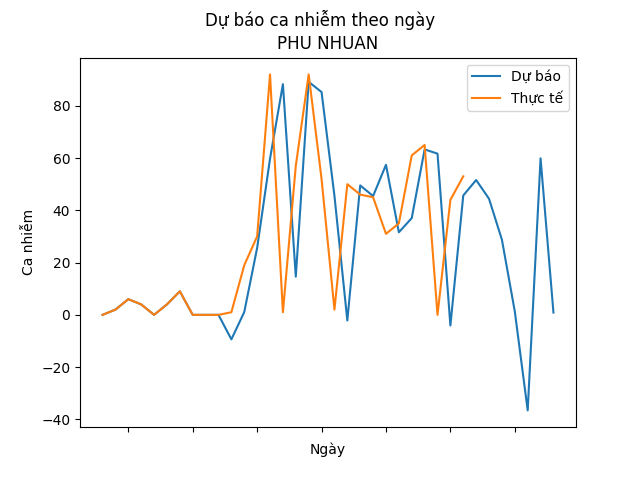 Dự báo ca nhiễm theo ngày
PHU NHUAN
Dự báo
Thực tế
80
60
40
20
0
−20
−40
Ca nhiễm
Ngày